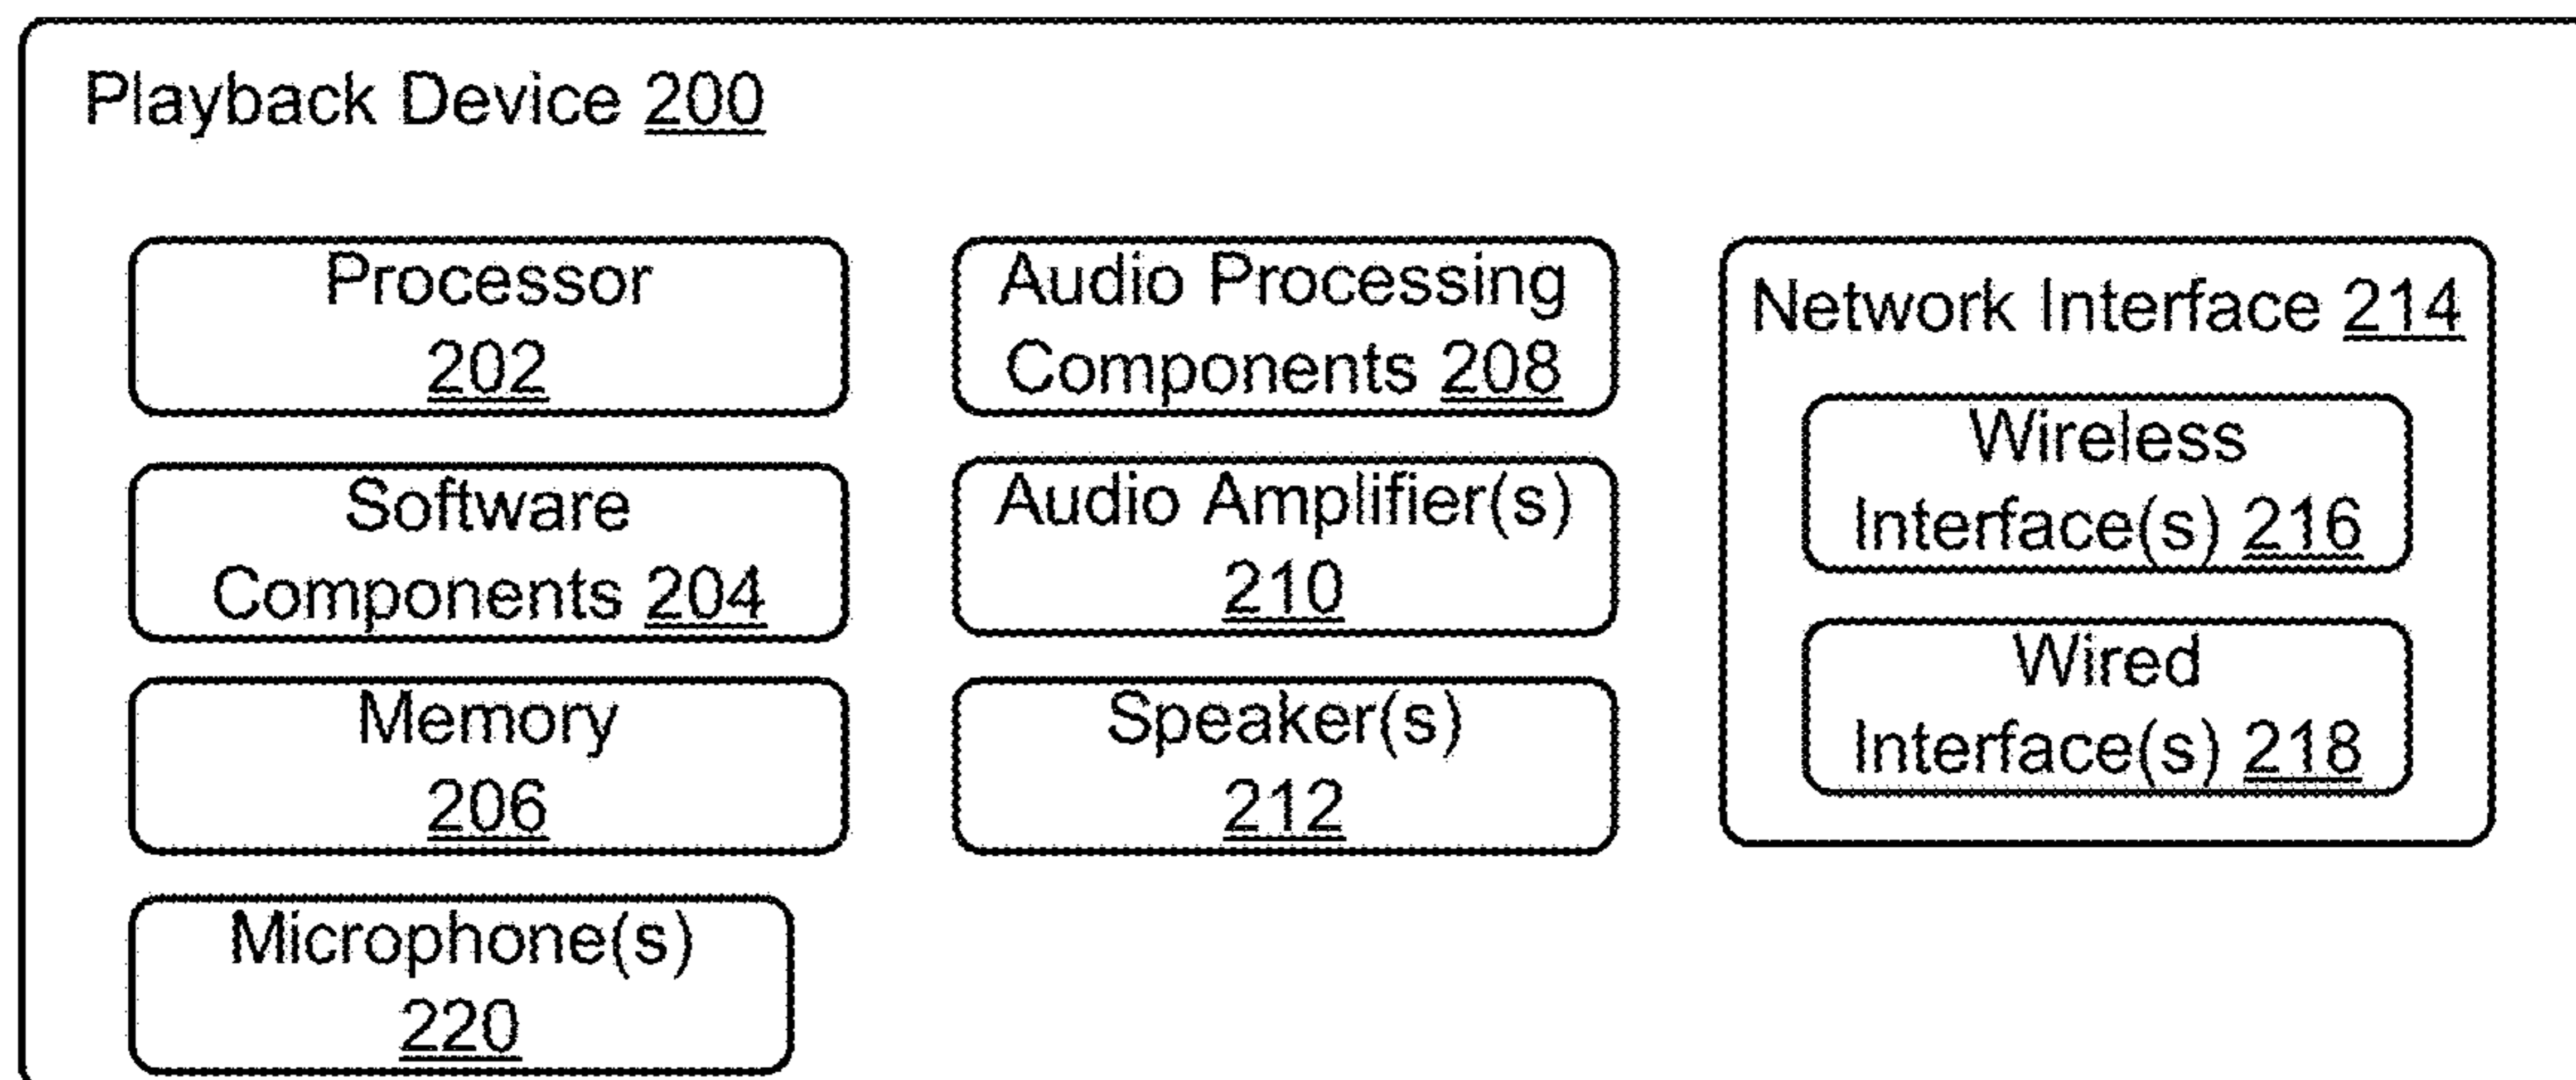 Playback Device 200
Processor
202
Software
Components 204
Memory
206
Microphone(s)
220
Audio Processing
Components 208
Audio Amplifier(s)
210
Speaker(s)
212
Network Interface 214
Wireless
Interface(s) 216
Wired
Interface(s) 218